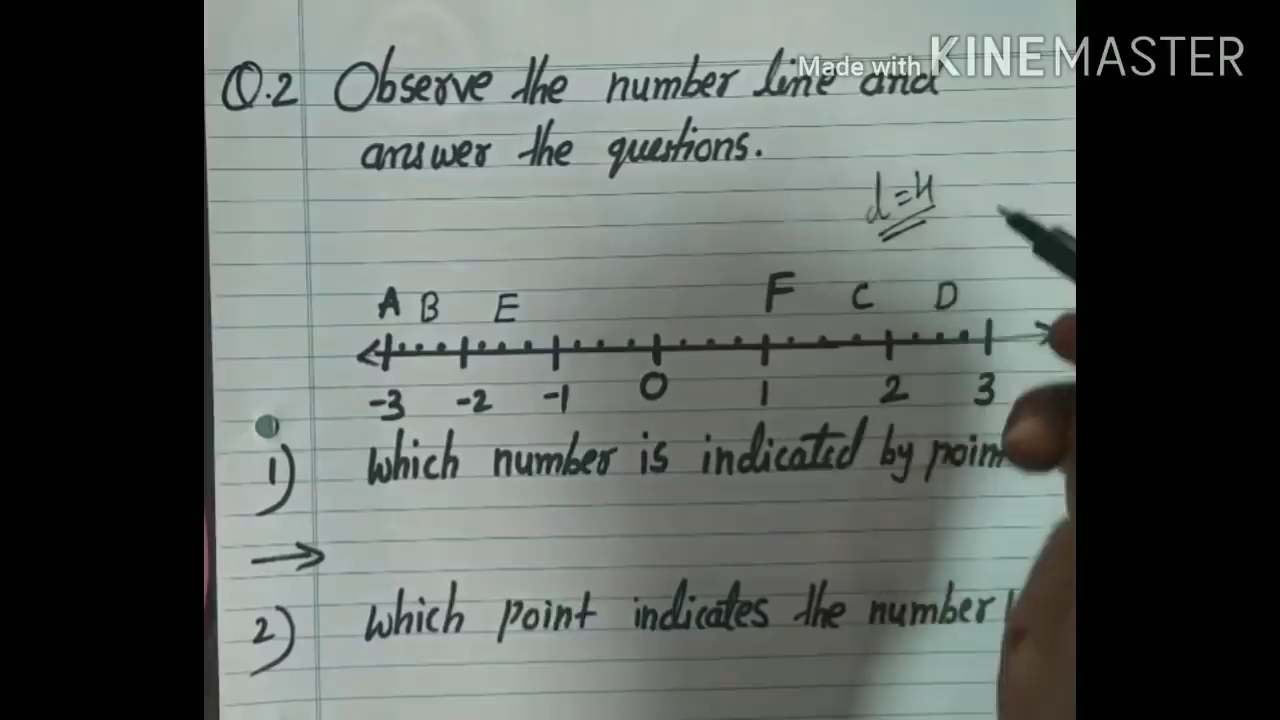 Made with KINEMASTER
Q.2 Observe the number line and
answer the questions.
d=4
A B E F C D
-3 -2 -1 0 1 2 3
1) which number is indicated by
2) which point indicates the number